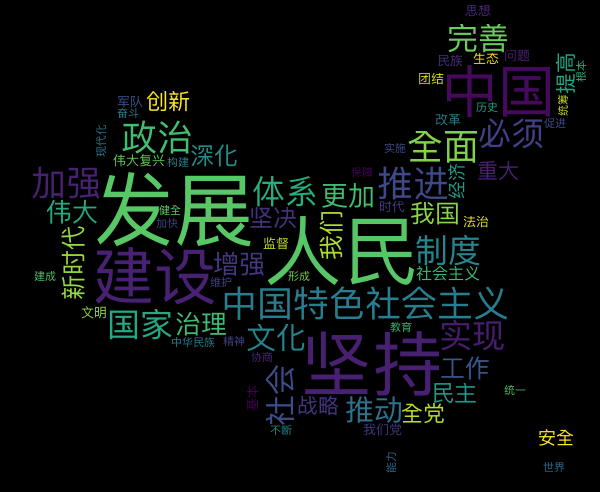 思想
完善
民族
生态
问题
提高
根本
团结
中国
统筹
历史
军队
创新
奋斗
改革
必须
促进
现代化
政治
伟大复兴
构建
深化
实施
全面
加强
发展
体系
更加
保障
推进
经济
重大
伟大
健全
加快
坚决
我们
时代
我国
法治
新时代
监督
人民
制度
建设
增强
维护
形成
社会主义
建成
文明
中国特色社会主义
国家
治理
文化
教育
实现
中华民族
精神
协商
坚持
工作
社会
基本
战略
推动
全党
民主
统一
不断
我们党
安全
能力
世界